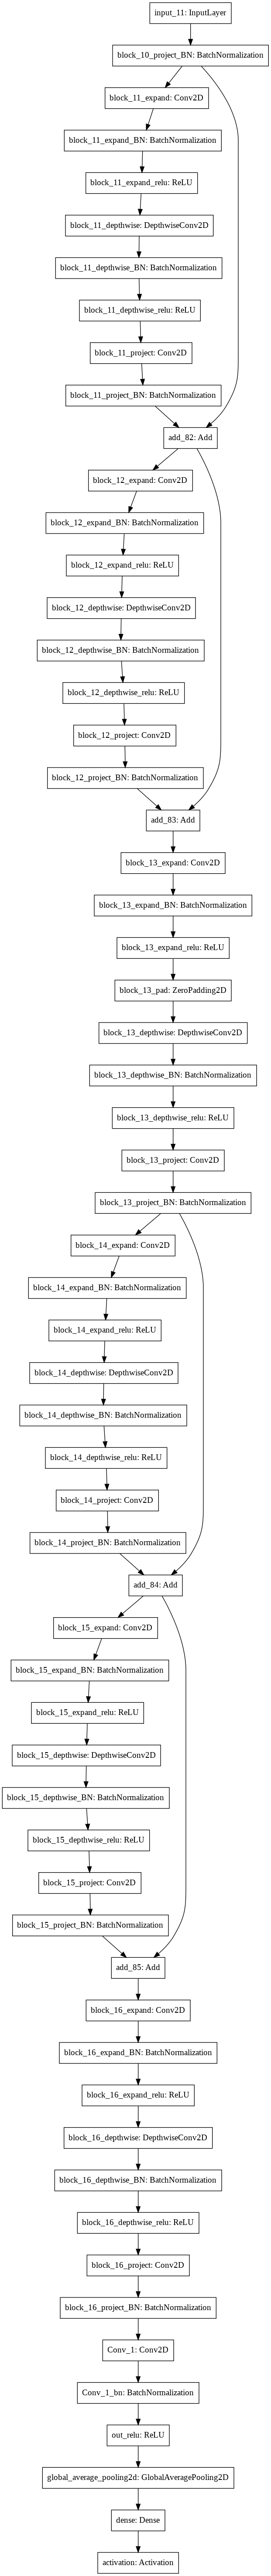 input_11: InputLayer
block_10_project_BN: BatchNormalization
block_11_expand: Conv2D
block_11_expand_BN: BatchNormalization
block_11_expand_relu: ReLU
block_11_depthwise: DepthwiseConv2D
block_11_depthwise_BN: BatchNormalization
block_11_depthwise_relu: ReLU
block_11_project: Conv2D
block_11_project_BN: BatchNormalization
add_82: Add
block_12_expand: Conv2D
block_12_expand_BN: BatchNormalization
block_12_expand_relu: ReLU
block_12_depthwise: DepthwiseConv2D
block_12_depthwise_BN: BatchNormalization
block_12_depthwise_relu: ReLU
block_12_project: Conv2D
block_12_project_BN: BatchNormalization
add_83: Add
block_13_expand: Conv2D
block_13_expand_BN: BatchNormalization
block_13_expand_relu: ReLU
block_13_pad: ZeroPadding2D
block_13_depthwise: DepthwiseConv2D
block_13_depthwise_BN: BatchNormalization
block_13_depthwise_relu: ReLU
block_13_project: Conv2D
block_13_project_BN: BatchNormalization
block_14_expand: Conv2D
block_14_expand_BN: BatchNormalization
block_14_expand_relu: ReLU
block_14_depthwise: DepthwiseConv2D
block_14_depthwise_BN: BatchNormalization
block_14_depthwise_relu: ReLU
block_14_project: Conv2D
block_14_project_BN: BatchNormalization
add_84: Add
block_15_expand: Conv2D
block_15_expand_BN: BatchNormalization
block_15_expand_relu: ReLU
block_15_depthwise: DepthwiseConv2D
block_15_depthwise_BN: BatchNormalization
block_15_depthwise_relu: ReLU
block_15_project: Conv2D
block_15_project_BN: BatchNormalization
add_85: Add
block_16_expand: Conv2D
block_16_expand_BN: BatchNormalization
block_16_expand_relu: ReLU
block_16_depthwise: DepthwiseConv2D
block_16_depthwise_BN: BatchNormalization
block_16_depthwise_relu: ReLU
block_16_project: Conv2D
block_16_project_BN: BatchNormalization
Conv_1: Conv2D
Conv_1_bn: BatchNormalization
out_relu: ReLU
global_average_pooling2d: GlobalAveragePooling2D
dense: Dense
activation: Activation